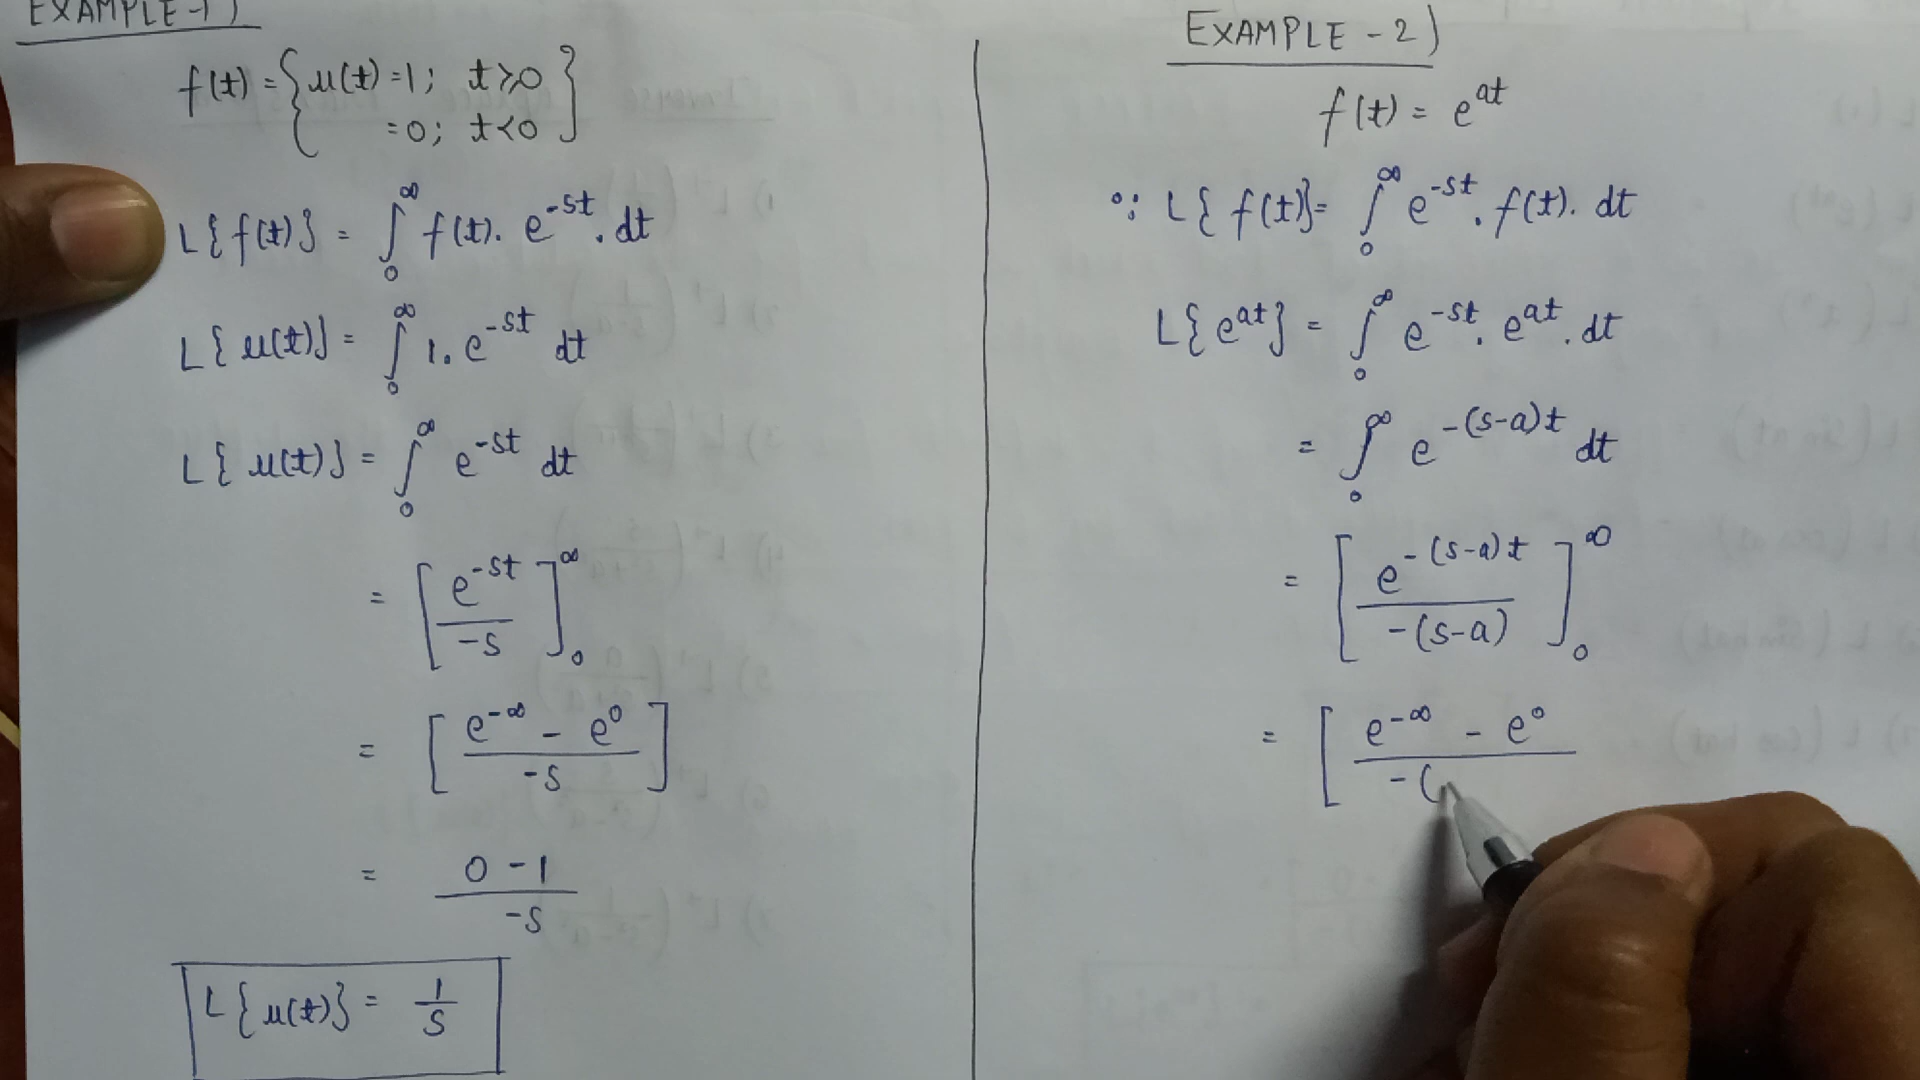 EXAMPLE-1)
f(t) = { u(t) = 1; t>0
= 0; t<0 }
L{f(t)} = ∫₀^∞ f(t). e^-st . dt
L{u(t)} = ∫₀^∞ 1. e^-st dt
L{u(t)} = ∫₀^∞ e^-st dt
= [ e^-st / -s ]₀^∞
= [ e^-∞ - e^0 / -s ]
= 0 - 1 / -s
L{u(t)} = 1/s
EXAMPLE - 2)
f(t) = e^at
∵ L{f(t)} = ∫₀^∞ e^-st . f(t). dt
L{e^at} = ∫₀^∞ e^-st . e^at . dt
= ∫₀^∞ e^-(s-a)t dt
= [ e^-(s-a)t / -(s-a) ]₀^∞
= [ e^-∞ - e^0 / -(